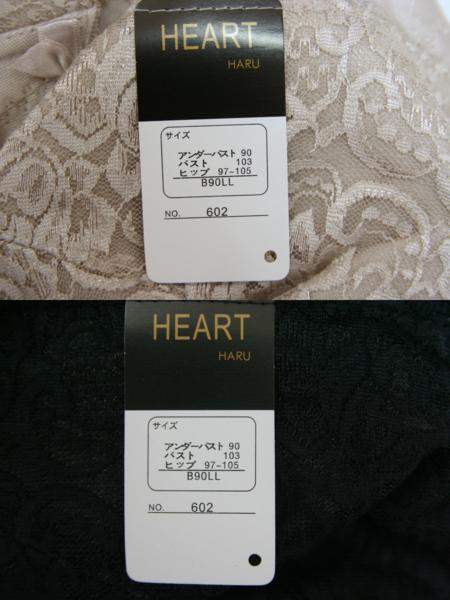 HEART
HARU
サイズ
アンダーバスト 90
バスト 103
ヒップ 97-105
B90LL
NO. 602
HEART
HARU
サイズ
アンダーバスト 90
バスト 103
ヒップ 97-105
B90LL
NO. 602